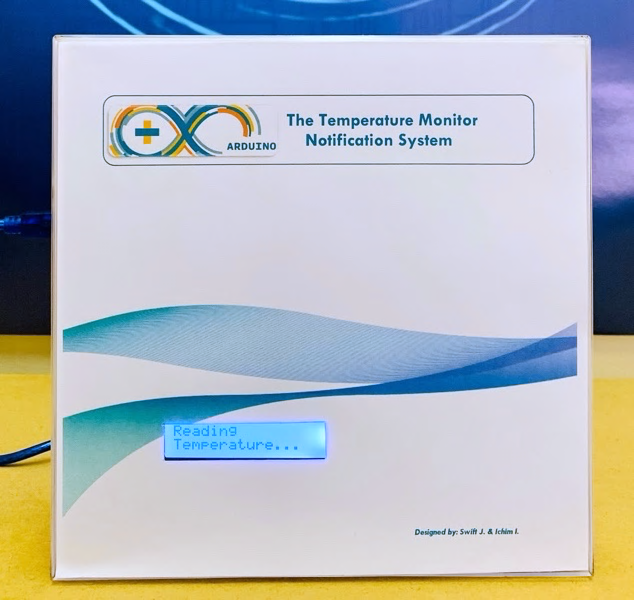 ARDUINO
The Temperature Monitor
Notification System
Reading
Temperature...
Designed by: Swift J. & Ichim I.